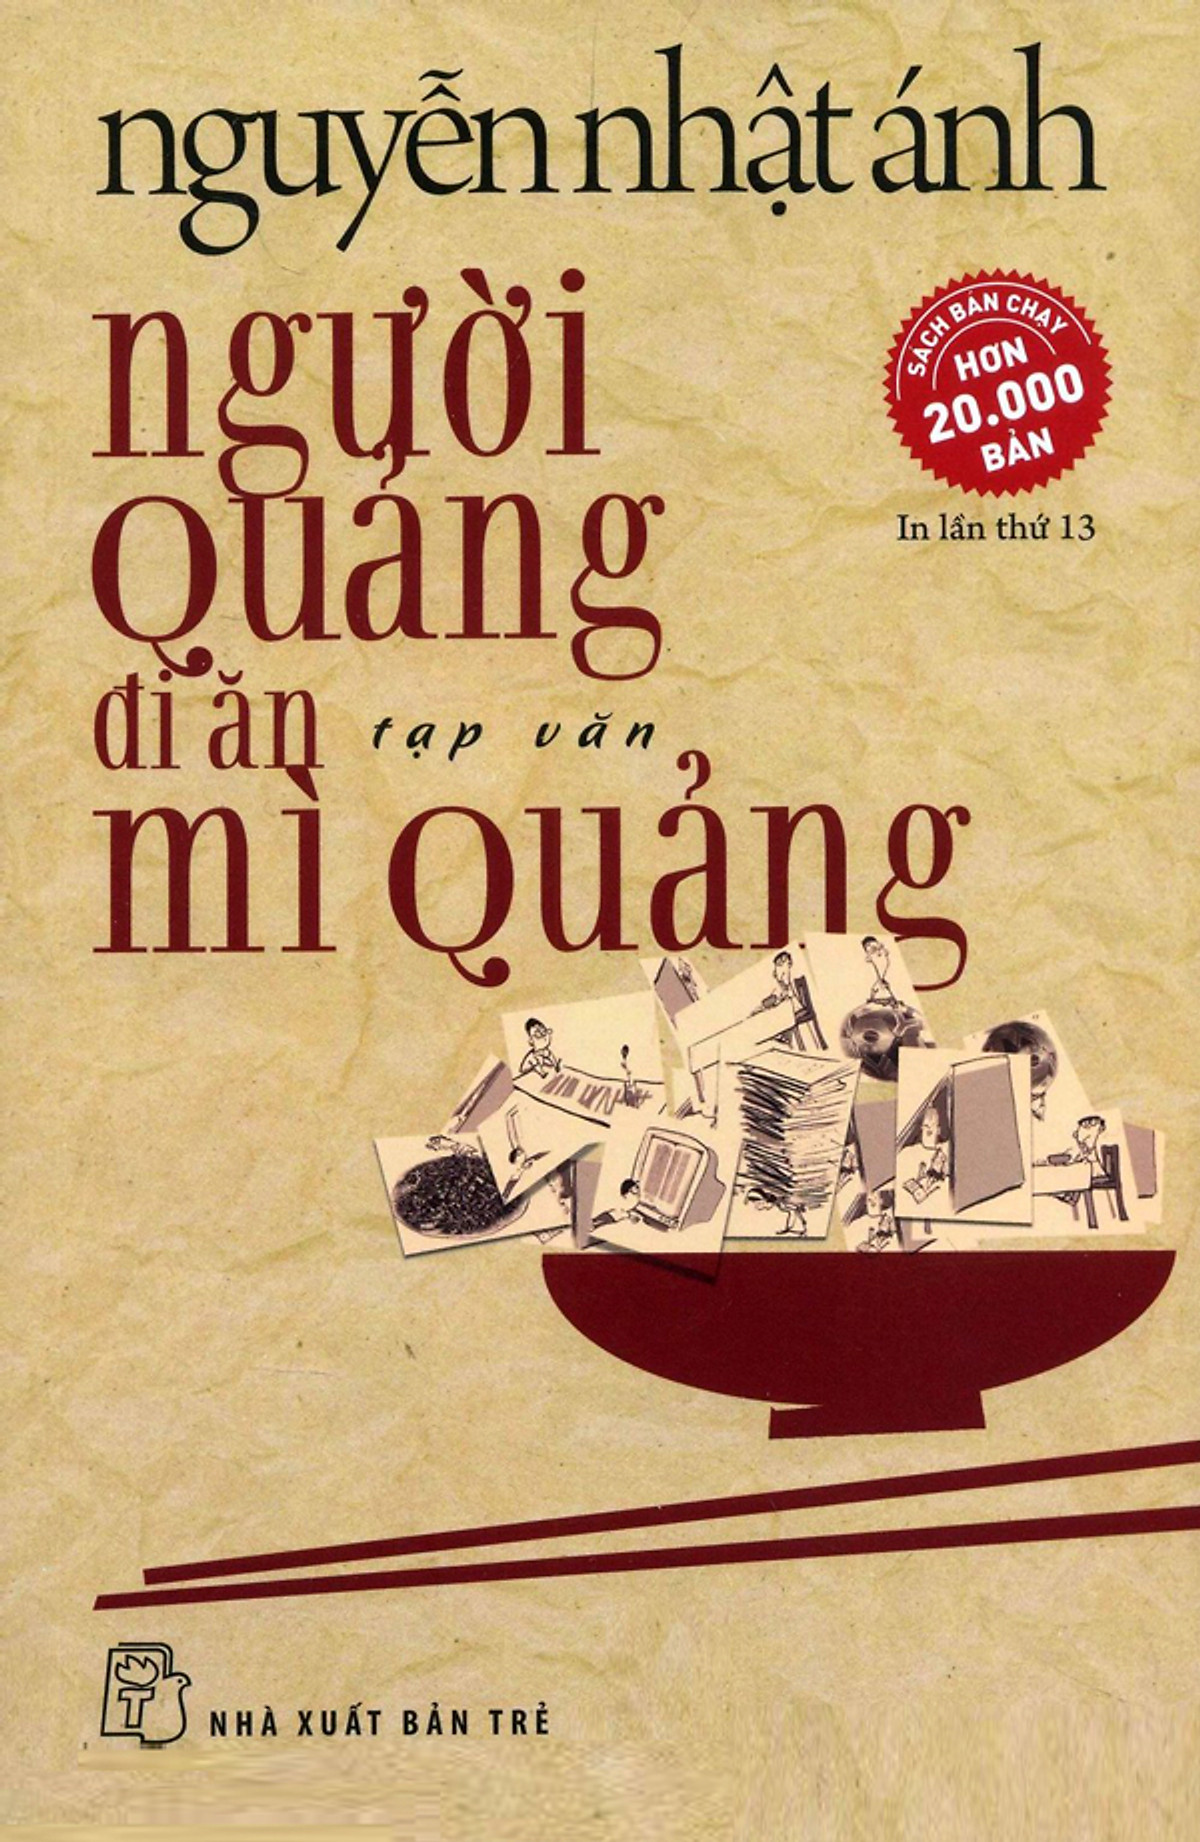 nguyễn nhật ánh
người
Quảng
đi ăn
tạp văn
mì Quảng
SÁCH BÁN CHẠY
HƠN
20.000
BẢN
In lần thứ 13
T
NHÀ XUẤT BẢN TRẺ